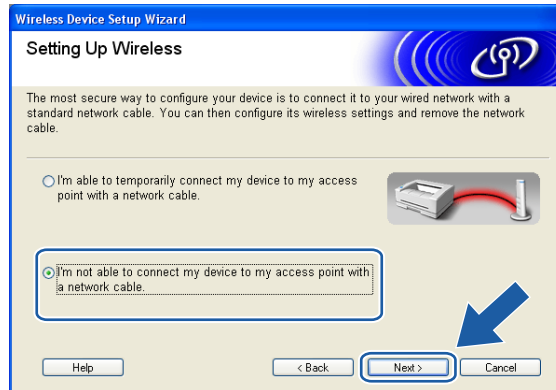 Wireless Device Setup Wizard
Setting Up Wireless
The most secure way to configure your device is to connect it to your wired network with a
standard network cable. You can then configure its wireless settings and remove the network
cable.
I'm able to temporarily connect my device to my access
point with a network cable.
I'm not able to connect my device to my access point with
a network cable.
Help
< Back
Next >
Cancel